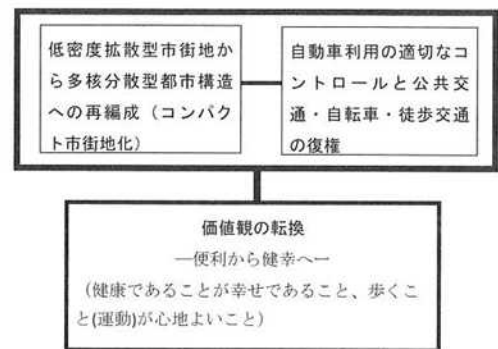 低密度拡散型市街地か
ら多核分散型都市構造
への再編成（コンパク
ト市街地化）
自動車利用の適切なコ
ントロールと公共交
通・自転車・徒歩交通
の復権
価値観の転換
―便利から健幸へ―
（健康であることが幸せであること、歩くこ
と(運動)が心地よいこと）